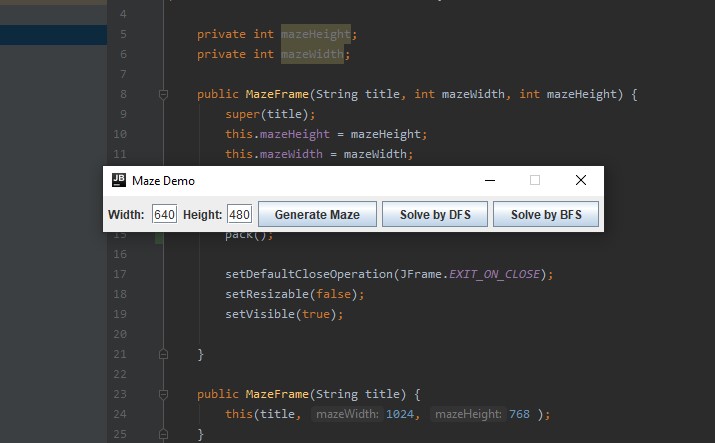 4
5 private int mazeHeight;
6 private int mazeWidth;
7
8 public MazeFrame(String title, int mazeWidth, int mazeHeight) {
9 super(title);
10 this.mazeHeight = mazeHeight;
11 this.mazeWidth = mazeWidth;
JB Maze Demo
Width: 640 Height: 480 Generate Maze Solve by DFS Solve by BFS
15 pack();
16
17 setDefaultCloseOperation(JFrame.EXIT_ON_CLOSE);
18 setResizable(false);
19 setVisible(true);
20
21 }
22
23 public MazeFrame(String title) {
24 this(title, mazeWidth: 1024, mazeHeight: 768 );
25 }